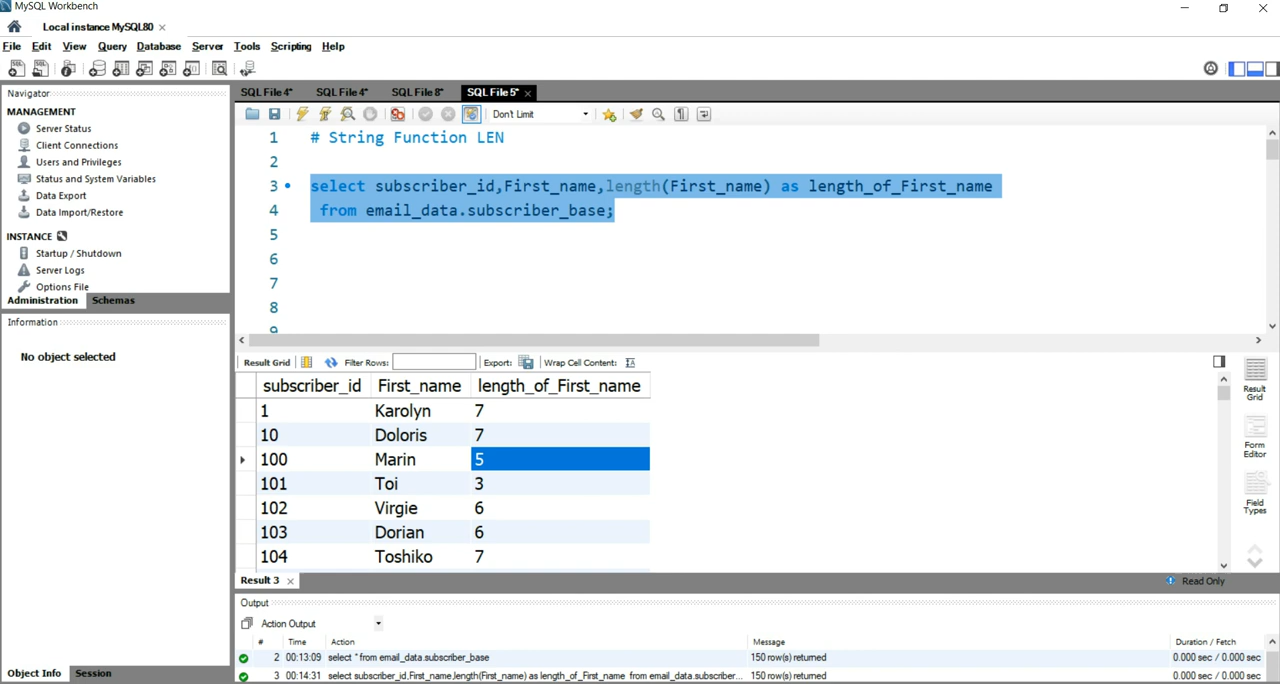 MySQL Workbench
Local instance MySQL80
File Edit View Query Database Server Tools Scripting Help
Navigator
MANAGEMENT
Server Status
Client Connections
Users and Privileges
Status and System Variables
Data Export
Data Import/Restore
INSTANCE
Startup / Shutdown
Server Logs
Options File
Administration Schemas
Information
No object selected
Object Info Session
SQL File 4* SQL File 4* SQL File 8* SQL File 5*
Don't Limit
1 # String Function LEN
2
3 select subscriber_id,First_name,length(First_name) as length_of_First_name
4 from email_data.subscriber_base;
5
6
7
8
9
Result Grid Filter Rows: Export: Wrap Cell Content:
subscriber_id First_name length_of_First_name
1 Karolyn 7
10 Doloris 7
100 Marin 5
101 Toi 3
102 Virgie 6
103 Dorian 6
104 Toshiko 7
Result Grid
Form Editor
Field Types
Result 3 Read Only
Output
Action Output
# Time Action Message Duration / Fetch
2 00:13:09 select * from email_data.subscriber_base 150 row(s) returned 0.000 sec / 0.000 sec
3 00:14:31 select subscriber_id,First_name,length(First_name) as length_of_First_name from email_data.subscriber... 150 row(s) returned 0.000 sec / 0.000 sec